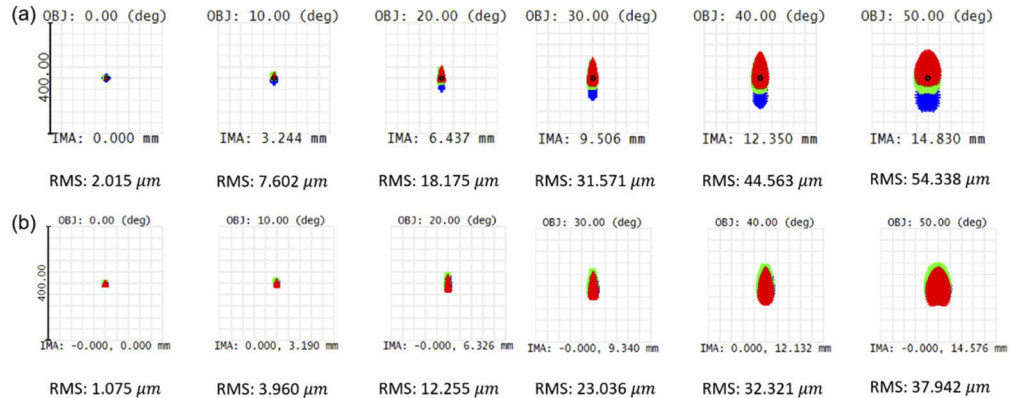 (a)
OBJ: 0.00 (deg) OBJ: 10.00 (deg) OBJ: 20.00 (deg) OBJ: 30.00 (deg) OBJ: 40.00 (deg) OBJ: 50.00 (deg)
400.00
IMA: 0.000 mm IMA: 3.244 mm IMA: 6.437 mm IMA: 9.506 mm IMA: 12.350 mm IMA: 14.830 mm
RMS: 2.015 μm RMS: 7.602 μm RMS: 18.175 μm RMS: 31.571 μm RMS: 44.563 μm RMS: 54.338 μm
(b)
OBJ: 0.00 (deg) OBJ: 10.00 (deg) OBJ: 20.00 (deg) OBJ: 30.00 (deg) OBJ: 40.00 (deg) OBJ: 50.00 (deg)
400.00
IMA: -0.000, 0.000 mm IMA: 0.000, 3.190 mm IMA: -0.000, 6.326 mm IMA: -0.000, 9.340 mm IMA: 0.000, 12.132 mm IMA: -0.000, 14.576 mm
RMS: 1.075 μm RMS: 3.960 μm RMS: 12.255 μm RMS: 23.036 μm RMS: 32.321 μm RMS: 37.942 μm